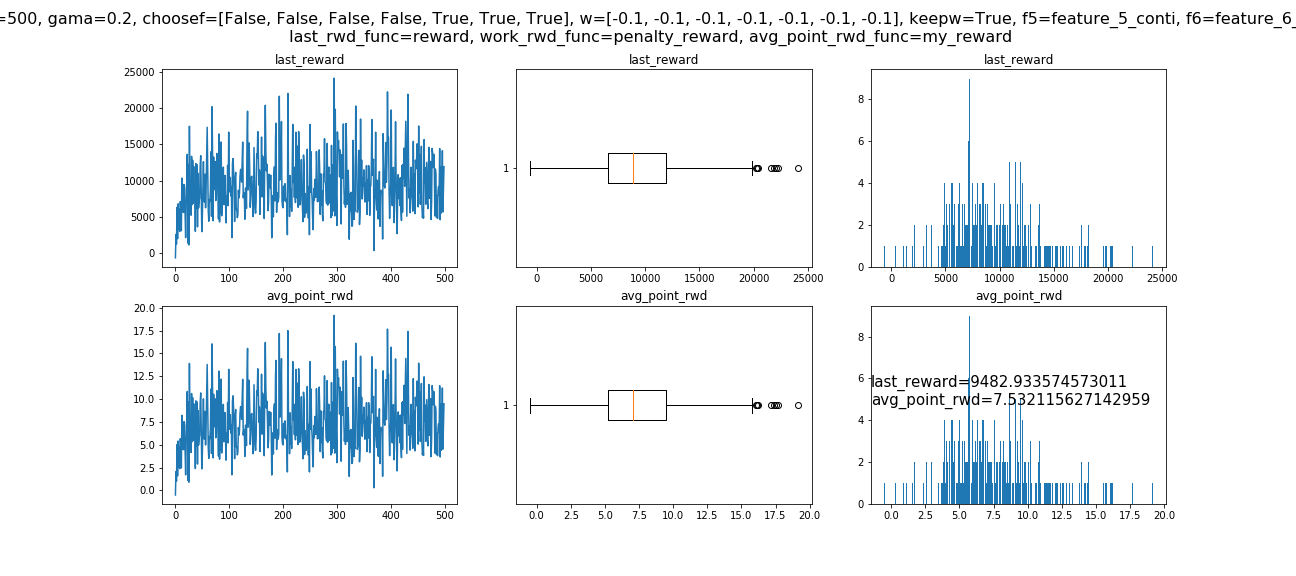 =500, gama=0.2, choosef=[False, False, False, False, True, True, True], w=[-0.1, -0.1, -0.1, -0.1, -0.1, -0.1, -0.1], keepw=True, f5=feature_5_conti, f6=feature_6_
last_rwd_func=reward, work_rwd_func=penalty_reward, avg_point_rwd_func=my_reward
last_reward
25000
20000
15000
10000
5000
0
0 100 200 300 400 500
last_reward
1
0 5000 10000 15000 20000 25000
last_reward
8
6
4
2
0
0 5000 10000 15000 20000 25000
avg_point_rwd
20.0
17.5
15.0
12.5
10.0
7.5
5.0
2.5
0.0
0 100 200 300 400 500
avg_point_rwd
1
0.0 2.5 5.0 7.5 10.0 12.5 15.0 17.5 20.0
avg_point_rwd
8
6
4
2
0
last_reward=9482.933574573011
avg_point_rwd=7.532115627142959
0.0 2.5 5.0 7.5 10.0 12.5 15.0 17.5 20.0